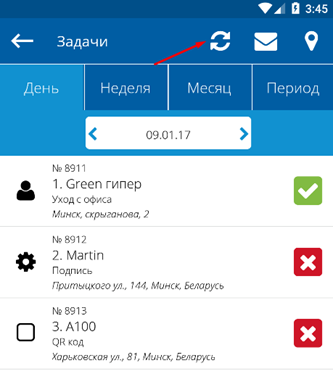 3:45
Задачи
День Неделя Месяц Период
09.01.17
№ 8911
1. Green гипер
Уход с офиса
Минск, скрыганова, 2
№ 8912
2. Martin
Подпись
Притыцкого ул., 144, Минск, Беларусь
№ 8913
3. А100
QR код
Харьковская ул., 81, Минск, Беларусь